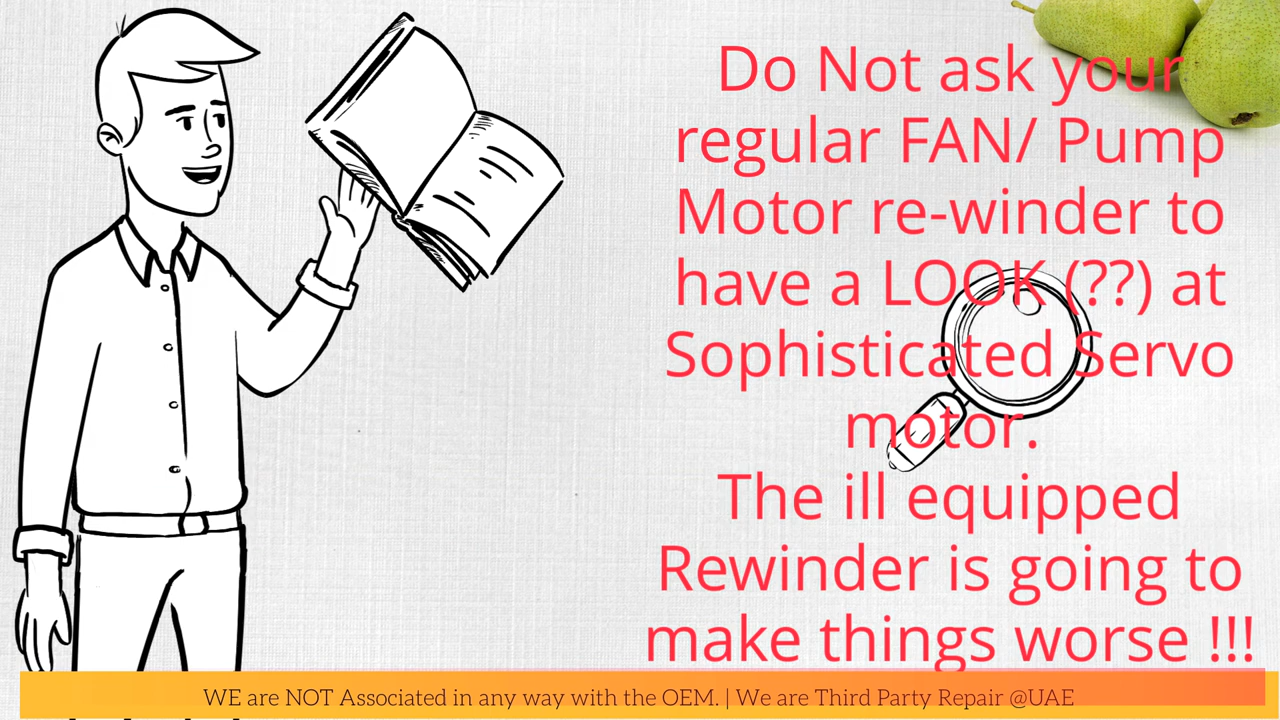 Do Not ask your
regular FAN/ Pump
Motor re-winder to
have a LOOK (??) at
Sophisticated Servo
motor.
The ill equipped
Rewinder is going to
make things worse !!!
WE are NOT Associated in any way with the OEM. | We are Third Party Repair @UAE